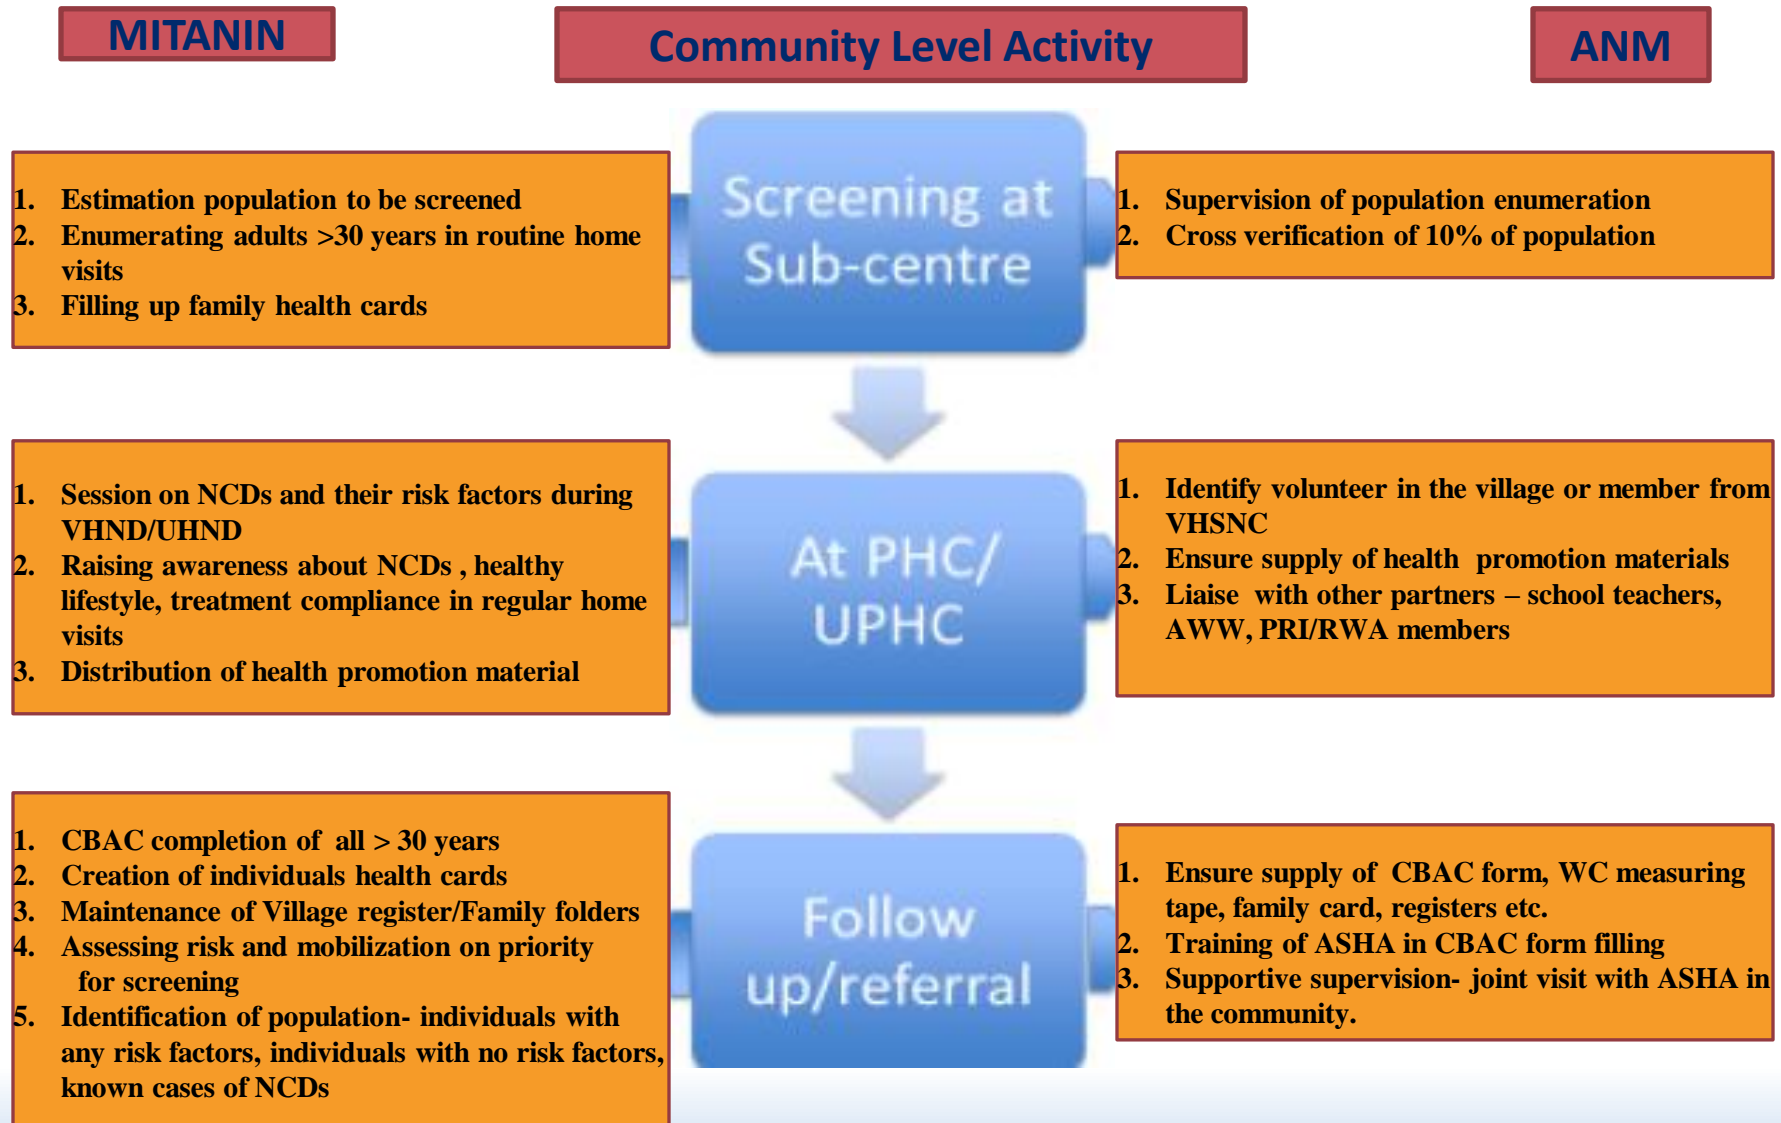 MITANIN
Community Level Activity
ANM
1. Estimation population to be screened
2. Enumerating adults >30 years in routine home
visits
3. Filling up family health cards
Screening at
Sub-centre
1. Supervision of population enumeration
2. Cross verification of 10% of population
1. Session on NCDs and their risk factors during
VHND/UHND
2. Raising awareness about NCDs , healthy
lifestyle, treatment compliance in regular home
visits
3. Distribution of health promotion material
At PHC/
UPHC
1. Identify volunteer in the village or member from
VHSNC
2. Ensure supply of health promotion materials
3. Liaise with other partners – school teachers,
AWW, PRI/RWA members
1. CBAC completion of all > 30 years
2. Creation of individuals health cards
3. Maintenance of Village register/Family folders
4. Assessing risk and mobilization on priority
for screening
5. Identification of population- individuals with
any risk factors, individuals with no risk factors,
known cases of NCDs
Follow
up/referral
1. Ensure supply of CBAC form, WC measuring
tape, family card, registers etc.
2. Training of ASHA in CBAC form filling
3. Supportive supervision- joint visit with ASHA in
the community.